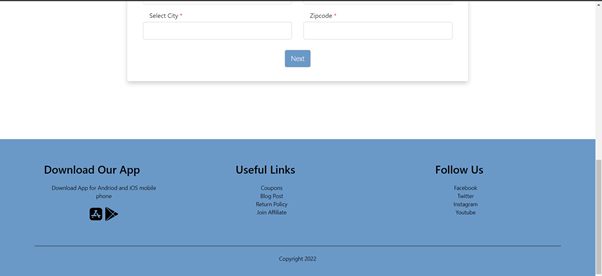 Select City *
Zipcode *
Next
Download Our App
Download App for Andriod and iOS mobile
phone
Useful Links
Coupons
Blog Post
Return Policy
Join Affiliate
Follow Us
Facebook
Twitter
Instagram
Youtube
Copyright 2022